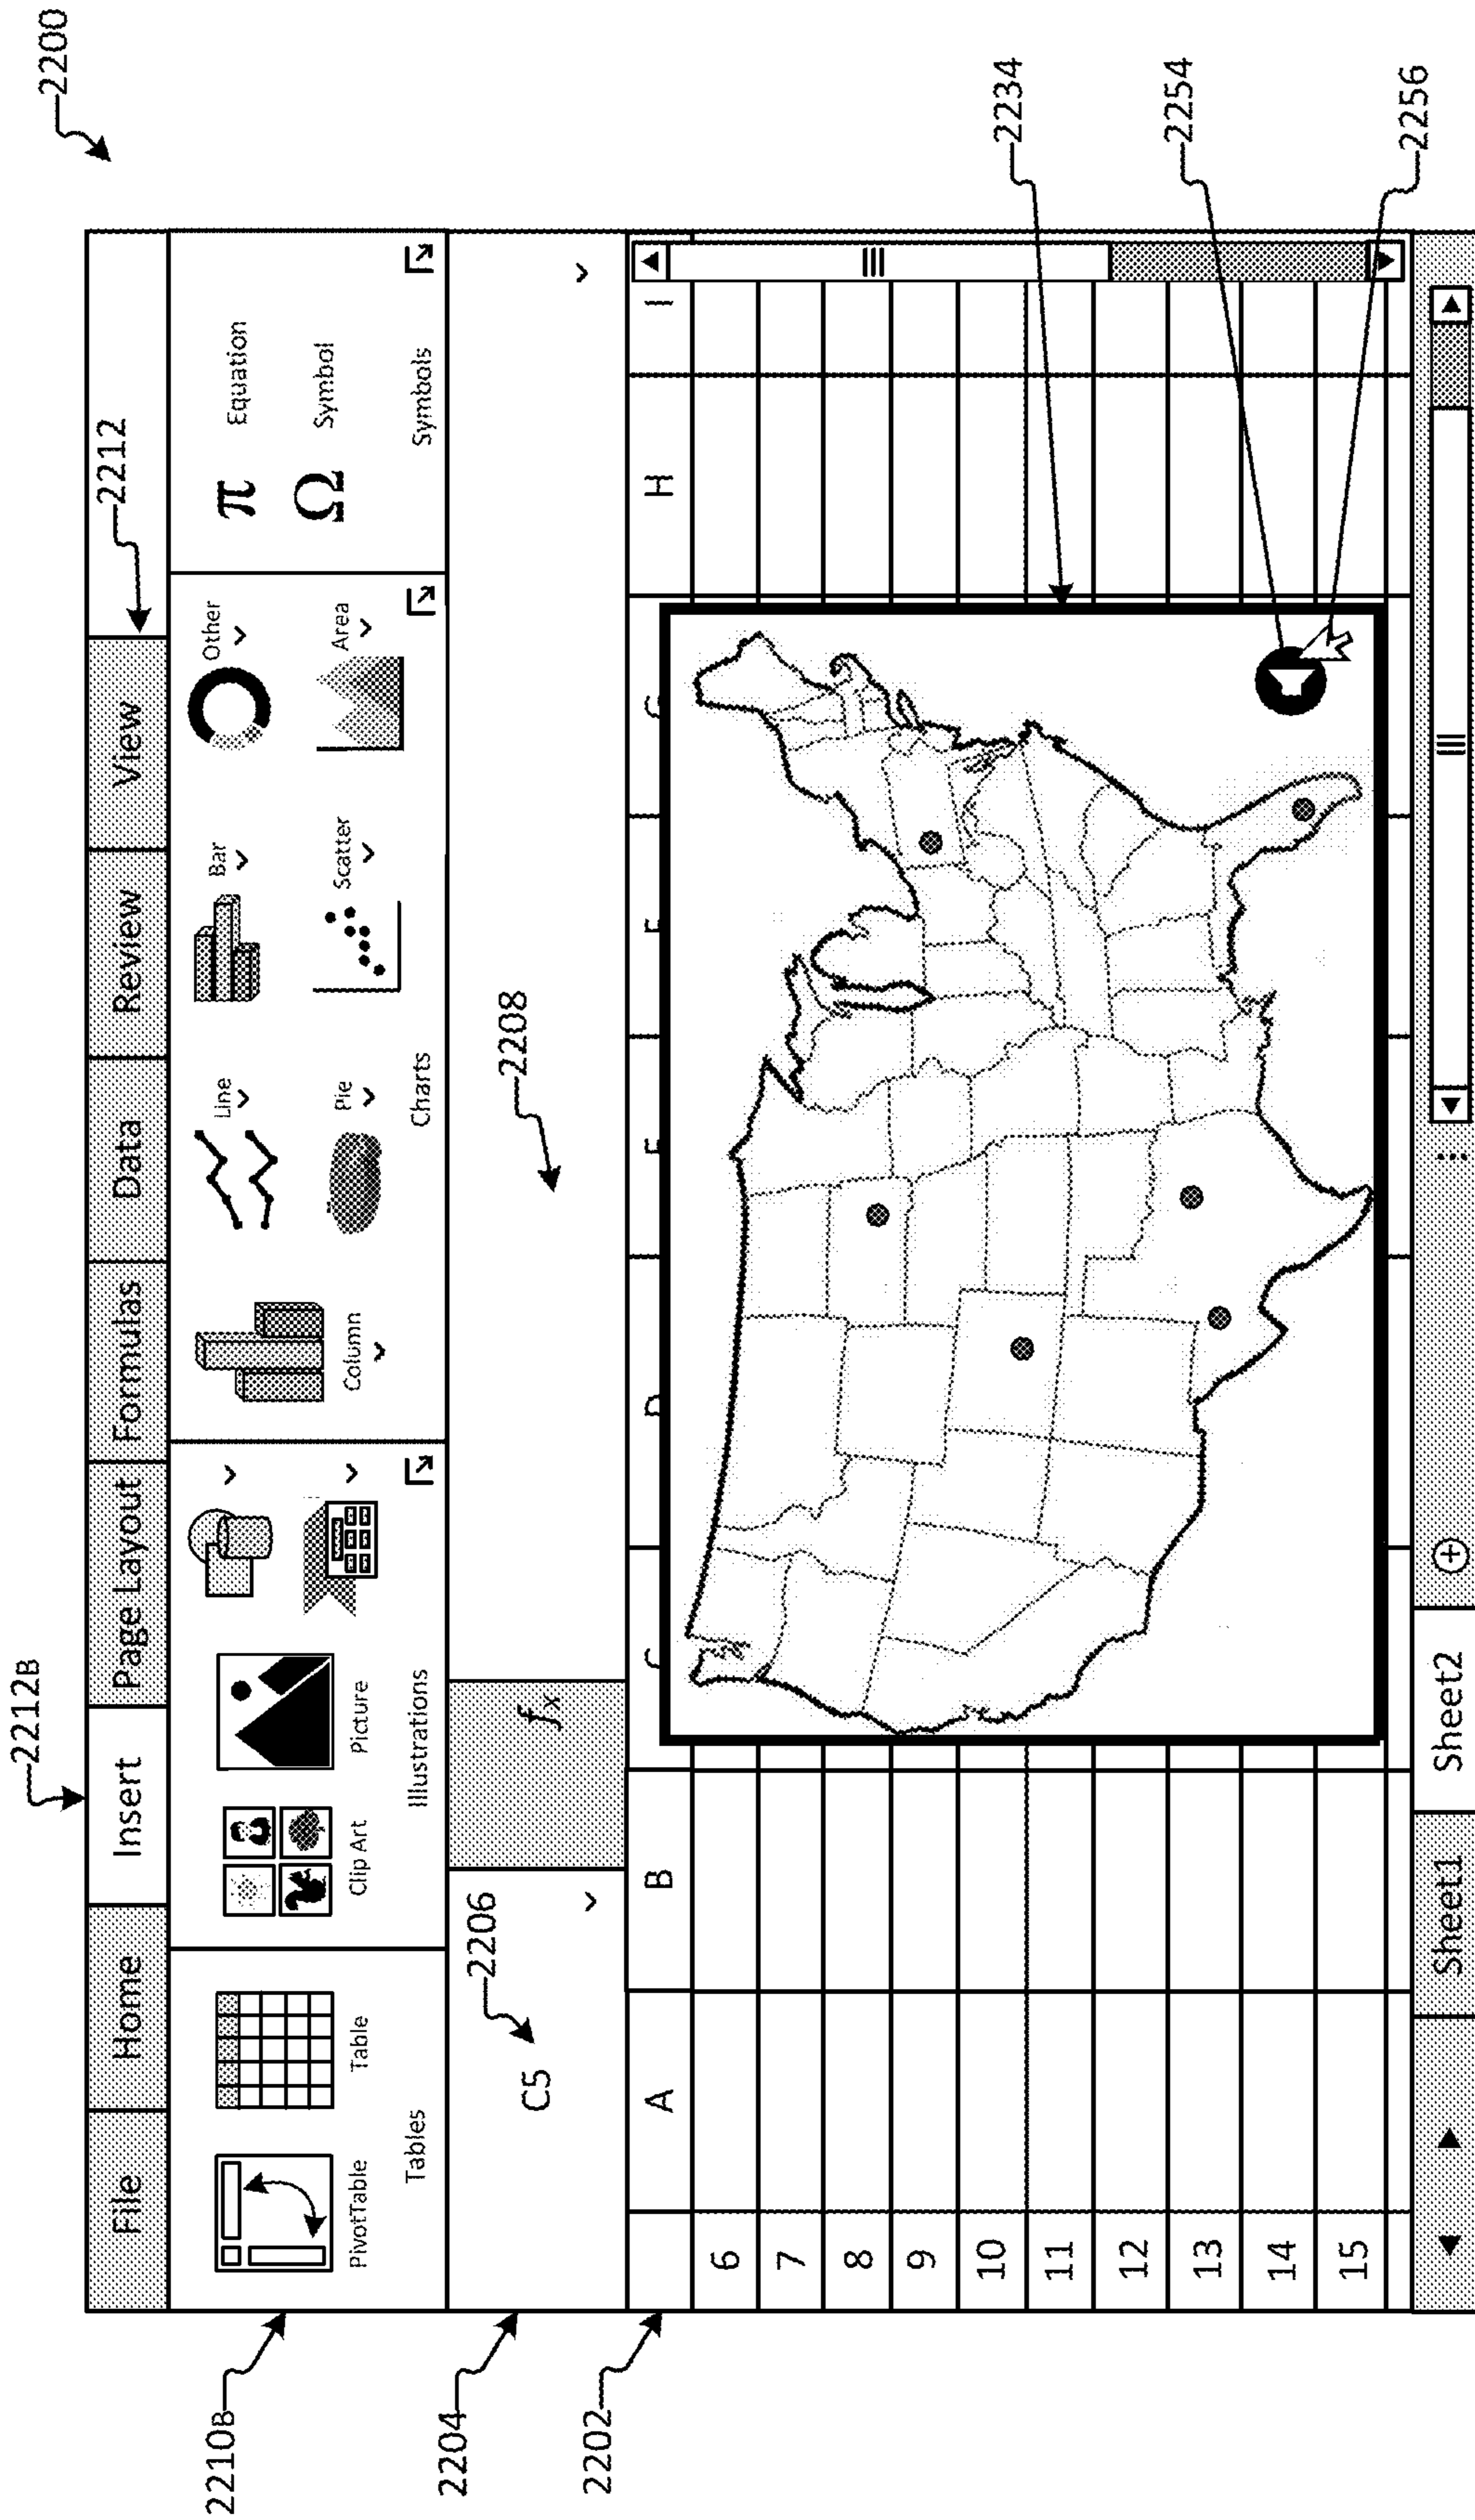 2200
2212B
2212
File Home Insert Page Layout Formulas Data Review View
2210B
PivotTable Table
Tables
Clip Art Picture
Illustrations
Column Line Bar Other
Pie Scatter Area
Charts
π Equation
Ω Symbol
Symbols
2204
C5
2206
fx
2208
2202
A B H I
6
7
8
9
10
11
12
13
14
15
2234
2254
2256
Sheet1 Sheet2